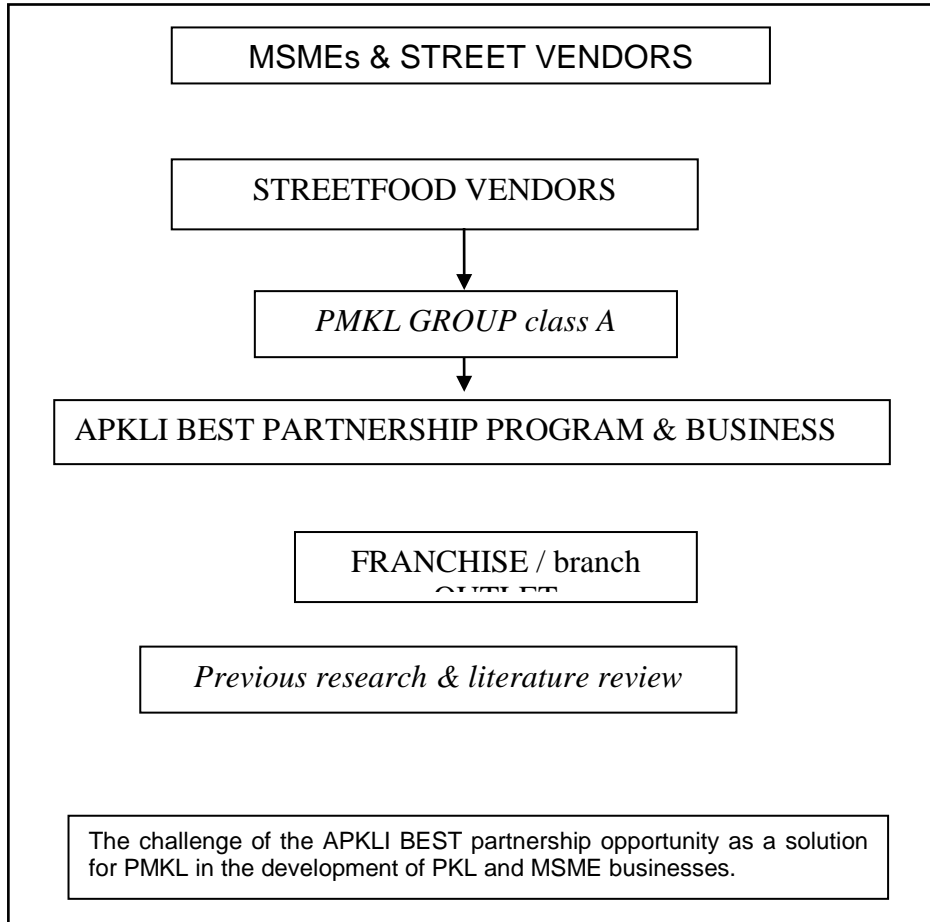 MSMEs & STREET VENDORS
STREETFOOD VENDORS
PMKL GROUP class A
APKLI BEST PARTNERSHIP PROGRAM & BUSINESS
FRANCHISE / branch
OUTLET
Previous research & literature review
The challenge of the APKLI BEST partnership opportunity as a solution
for PMKL in the development of PKL and MSME businesses.